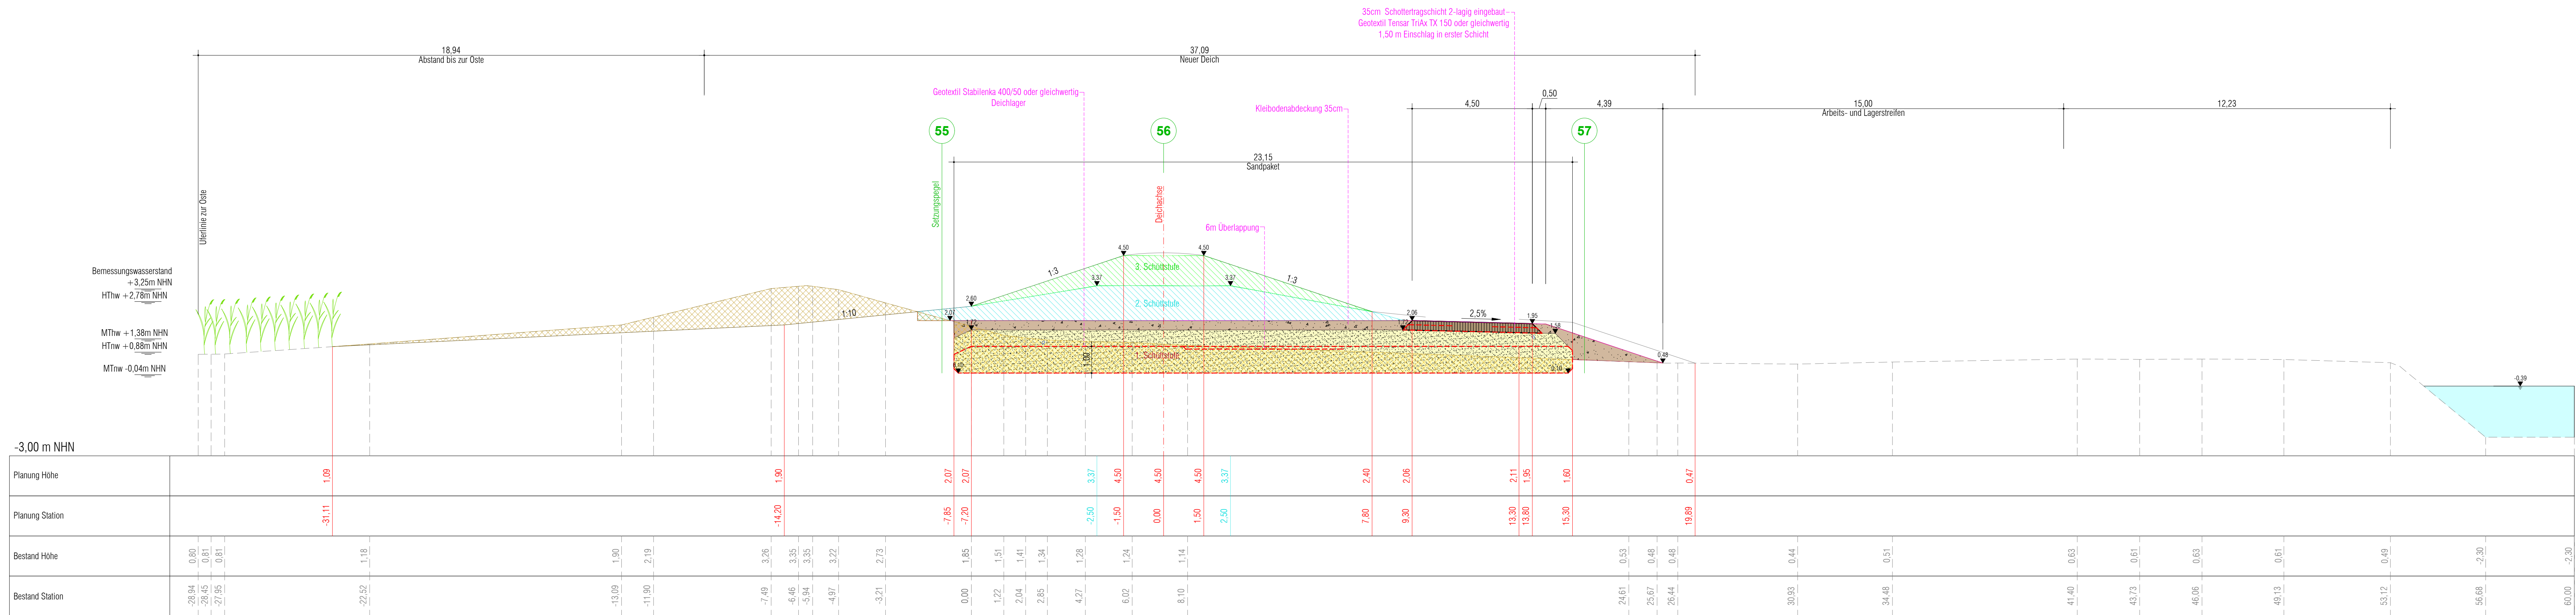 35cm Schottertragschicht 2-lagig eingebaut
Geotextil Tensar TriAx TX 150 oder gleichwertig
1,50 m Einschlag in erster Schicht
18,94
Abstand bis zur Oste
37,09
Neuer Deich
Geotextil Stabilenka 400/50 oder gleichwertig
Deichlager
Kleibodenabdeckung 35cm
4,50
0,50
4,39
15,00
Arbeits- und Lagerstreifen
12,23
55
56
57
23,15
Sandpaket
Uferlinie zur Oste
Setzungspegel
Deichachse
6m Überlappung
4,50
4,50
1:3
3. Schüttstufe
1:3
Bemessungswasserstand
+3,25m NHN
HThw +2,78m NHN
3,37
3,37
2. Schüttstufe
2,60
1:10
2,07
1,72
2,06
2,5%
1,95
1,72
1,58
MThw +1,38m NHN
HTnw +0,88m NHN
MTnw -0,04m NHN
1. Schüttstufe
1,00
0,48
0,10
0,10
-0,39
-3,00 m NHN
Planung Höhe 1,09 1,90 2,07 2,07 3,37 4,50 4,50 4,50 3,37 2,40 2,06 2,11 1,95 1,60 0,47
Planung Station -31,11 -14,20 -7,85 -7,20 -2,50 -1,50 0,00 1,50 2,50 7,80 9,30 13,30 13,80 15,30 19,89
Bestand Höhe 0,80 0,81 0,81 1,18 1,90 2,19 3,26 3,35 3,35 3,22 2,73 1,85 1,51 1,41 1,34 1,28 1,24 1,14 0,53 0,48 0,48 0,44 0,51 0,63 0,61 0,63 0,61 0,49 -2,30 -2,30
Bestand Station -28,94 -28,45 -27,95 -22,52 -13,09 -11,90 -7,49 -6,46 -5,94 -4,97 -3,21 0,00 1,22 2,04 2,85 4,27 6,02 8,10 24,61 25,67 26,44 30,93 34,48 41,40 43,73 46,06 49,13 53,12 56,68 60,00